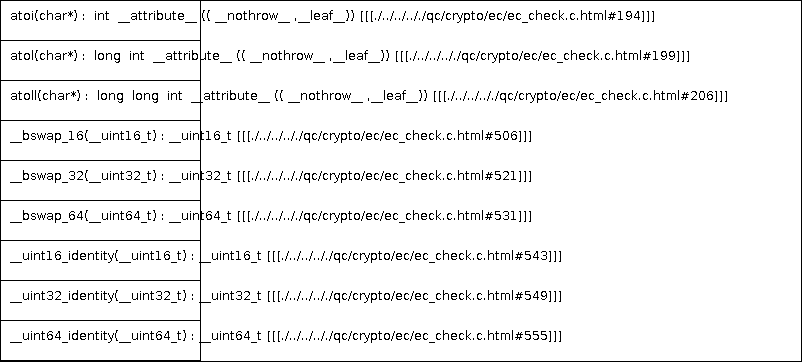 atoi(char*) : int __attribute__ (( __nothrow__ ,__leaf__)) [[[./../../../qc/crypto/ec/ec_check.c.html#194]]]
atol(char*) : long int __attribute__ (( __nothrow__ ,__leaf__)) [[[./../../../qc/crypto/ec/ec_check.c.html#199]]]
atoll(char*) : long long int __attribute__ (( __nothrow__ ,__leaf__)) [[[./../../../qc/crypto/ec/ec_check.c.html#206]]]
__bswap_16(__uint16_t) : __uint16_t [[[./../../../qc/crypto/ec/ec_check.c.html#506]]]
__bswap_32(__uint32_t) : __uint32_t [[[./../../../qc/crypto/ec/ec_check.c.html#521]]]
__bswap_64(__uint64_t) : __uint64_t [[[./../../../qc/crypto/ec/ec_check.c.html#531]]]
__uint16_identity(__uint16_t) : __uint16_t [[[./../../../qc/crypto/ec/ec_check.c.html#543]]]
__uint32_identity(__uint32_t) : __uint32_t [[[./../../../qc/crypto/ec/ec_check.c.html#549]]]
__uint64_identity(__uint64_t) : __uint64_t [[[./../../../qc/crypto/ec/ec_check.c.html#555]]]